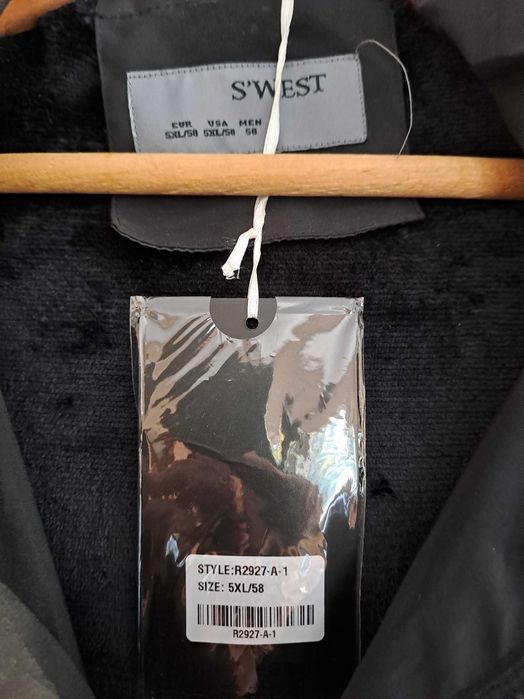 S'WEST
EUR USA MEN
5XL/58 5XL/58 58
STYLE:R2927-A-1
SIZE: 5XL/58
R2927-A-1